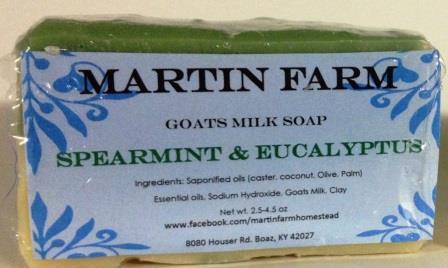 MARTIN FARM
GOATS MILK SOAP
SPEARMINT & EUCALYPTUS
Ingredients: Saponified oils (caster, coconut, Olive, Palm)
Essential oils, Sodium Hydroxide, Goats Milk, Clay
Net wt. 2.5-4.5 oz
www.facebook.com/martinfarmhomestead
8080 Houser Rd. Boaz, KY 42027